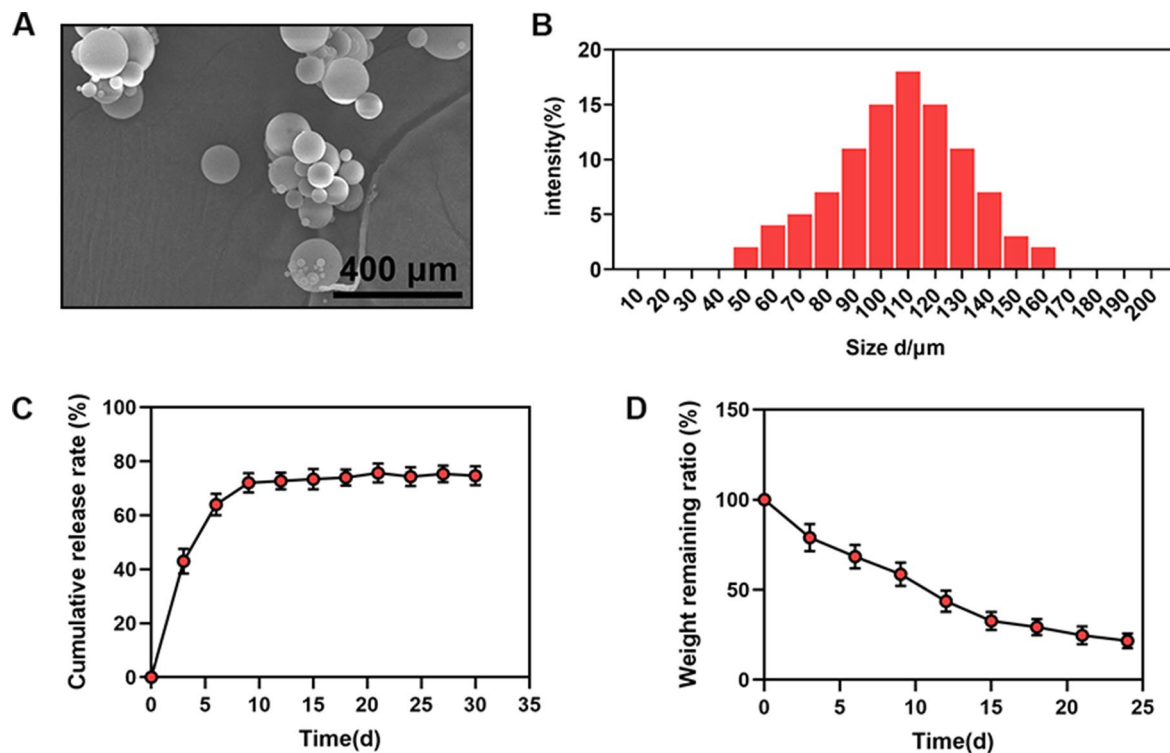 A
400 µm
B
intensity(%)
20
15
10
5
0
10 20 30 40 50 60 70 80 90 100 110 120 130 140 150 160 170 180 190 200
Size d/µm
C
Cumulative release rate (%)
100
80
60
40
20
0
0 5 10 15 20 25 30 35
Time(d)
D
Weight remaining ratio (%)
150
100
50
0
0 5 10 15 20 25
Time(d)